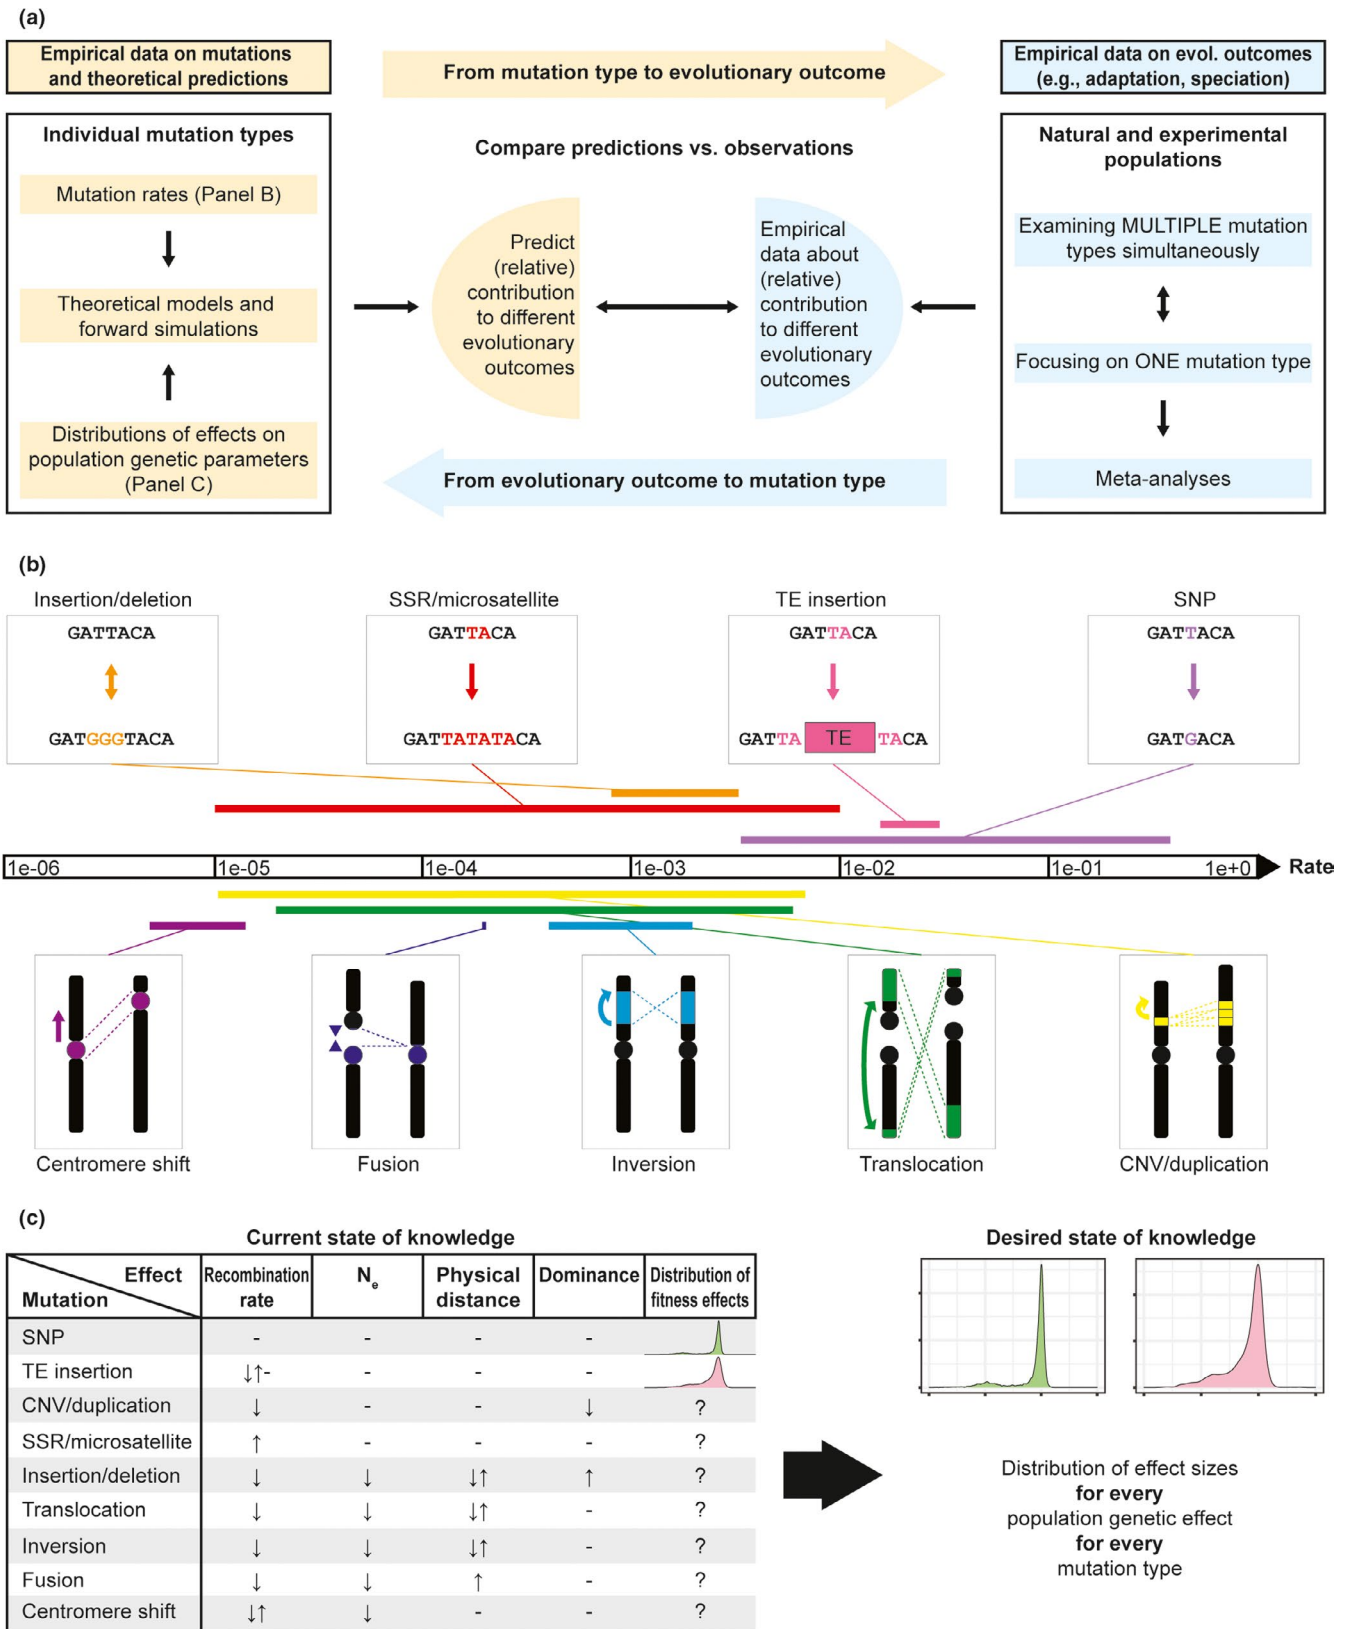 (a)
Empirical data on mutations
and theoretical predictions
From mutation type to evolutionary outcome
Empirical data on evol. outcomes
(e.g., adaptation, speciation)
Individual mutation types
Mutation rates (Panel B)
Theoretical models and
forward simulations
Distributions of effects on
population genetic parameters
(Panel C)
Compare predictions vs. observations
Predict
(relative)
contribution
to different
evolutionary
outcomes
Empirical
data about
(relative)
contribution
to different
evolutionary
outcomes
From evolutionary outcome to mutation type
Natural and experimental
populations
Examining MULTIPLE mutation
types simultaneously
Focusing on ONE mutation type
Meta-analyses
(b)
Insertion/deletion
GATTACA
GATGGGTACA
SSR/microsatellite
GATTACA
GATTATATACA
TE insertion
GATTACA
GATTA TE TACA
SNP
GATTACA
GATGACA
1e-06 1e-05 1e-04 1e-03 1e-02 1e-01 1e+0 Rate
Centromere shift
Fusion
Inversion
Translocation
CNV/duplication
(c)
Current state of knowledge
Effect
Mutation
Recombination
rate
Ne
Physical
distance
Dominance
Distribution of
fitness effects
SNP - - - -
TE insertion ↓↑- - - -
CNV/duplication ↓ - - ↓ ?
SSR/microsatellite ↑ - - - ?
Insertion/deletion ↓ ↓ ↓↑ ↑ ?
Translocation ↓ ↓ ↓↑ - ?
Inversion ↓ ↓ ↓↑ - ?
Fusion ↓ ↓ ↑ - ?
Centromere shift ↓↑ ↓ - - ?
Desired state of knowledge
Distribution of effect sizes
for every
population genetic effect
for every
mutation type